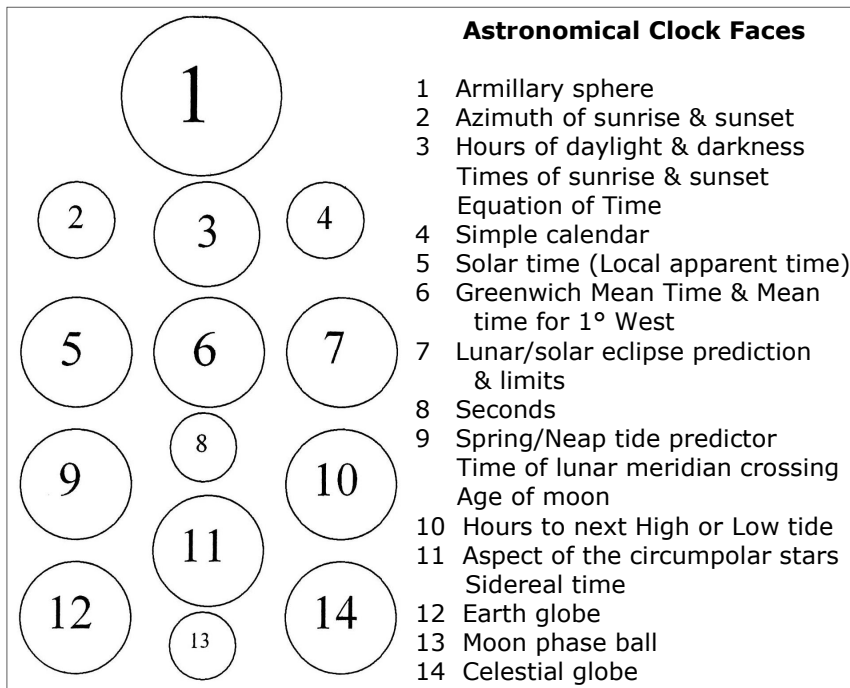 Astronomical Clock Faces
1
2
3
4
5
6
7
8
9
10
11
12
13
14
1 Armillary sphere
2 Azimuth of sunrise & sunset
3 Hours of daylight & darkness
Times of sunrise & sunset
Equation of Time
4 Simple calendar
5 Solar time (Local apparent time)
6 Greenwich Mean Time & Mean
time for 1° West
7 Lunar/solar eclipse prediction
& limits
8 Seconds
9 Spring/Neap tide predictor
Time of lunar meridian crossing
Age of moon
10 Hours to next High or Low tide
11 Aspect of the circumpolar stars
Sidereal time
12 Earth globe
13 Moon phase ball
14 Celestial globe